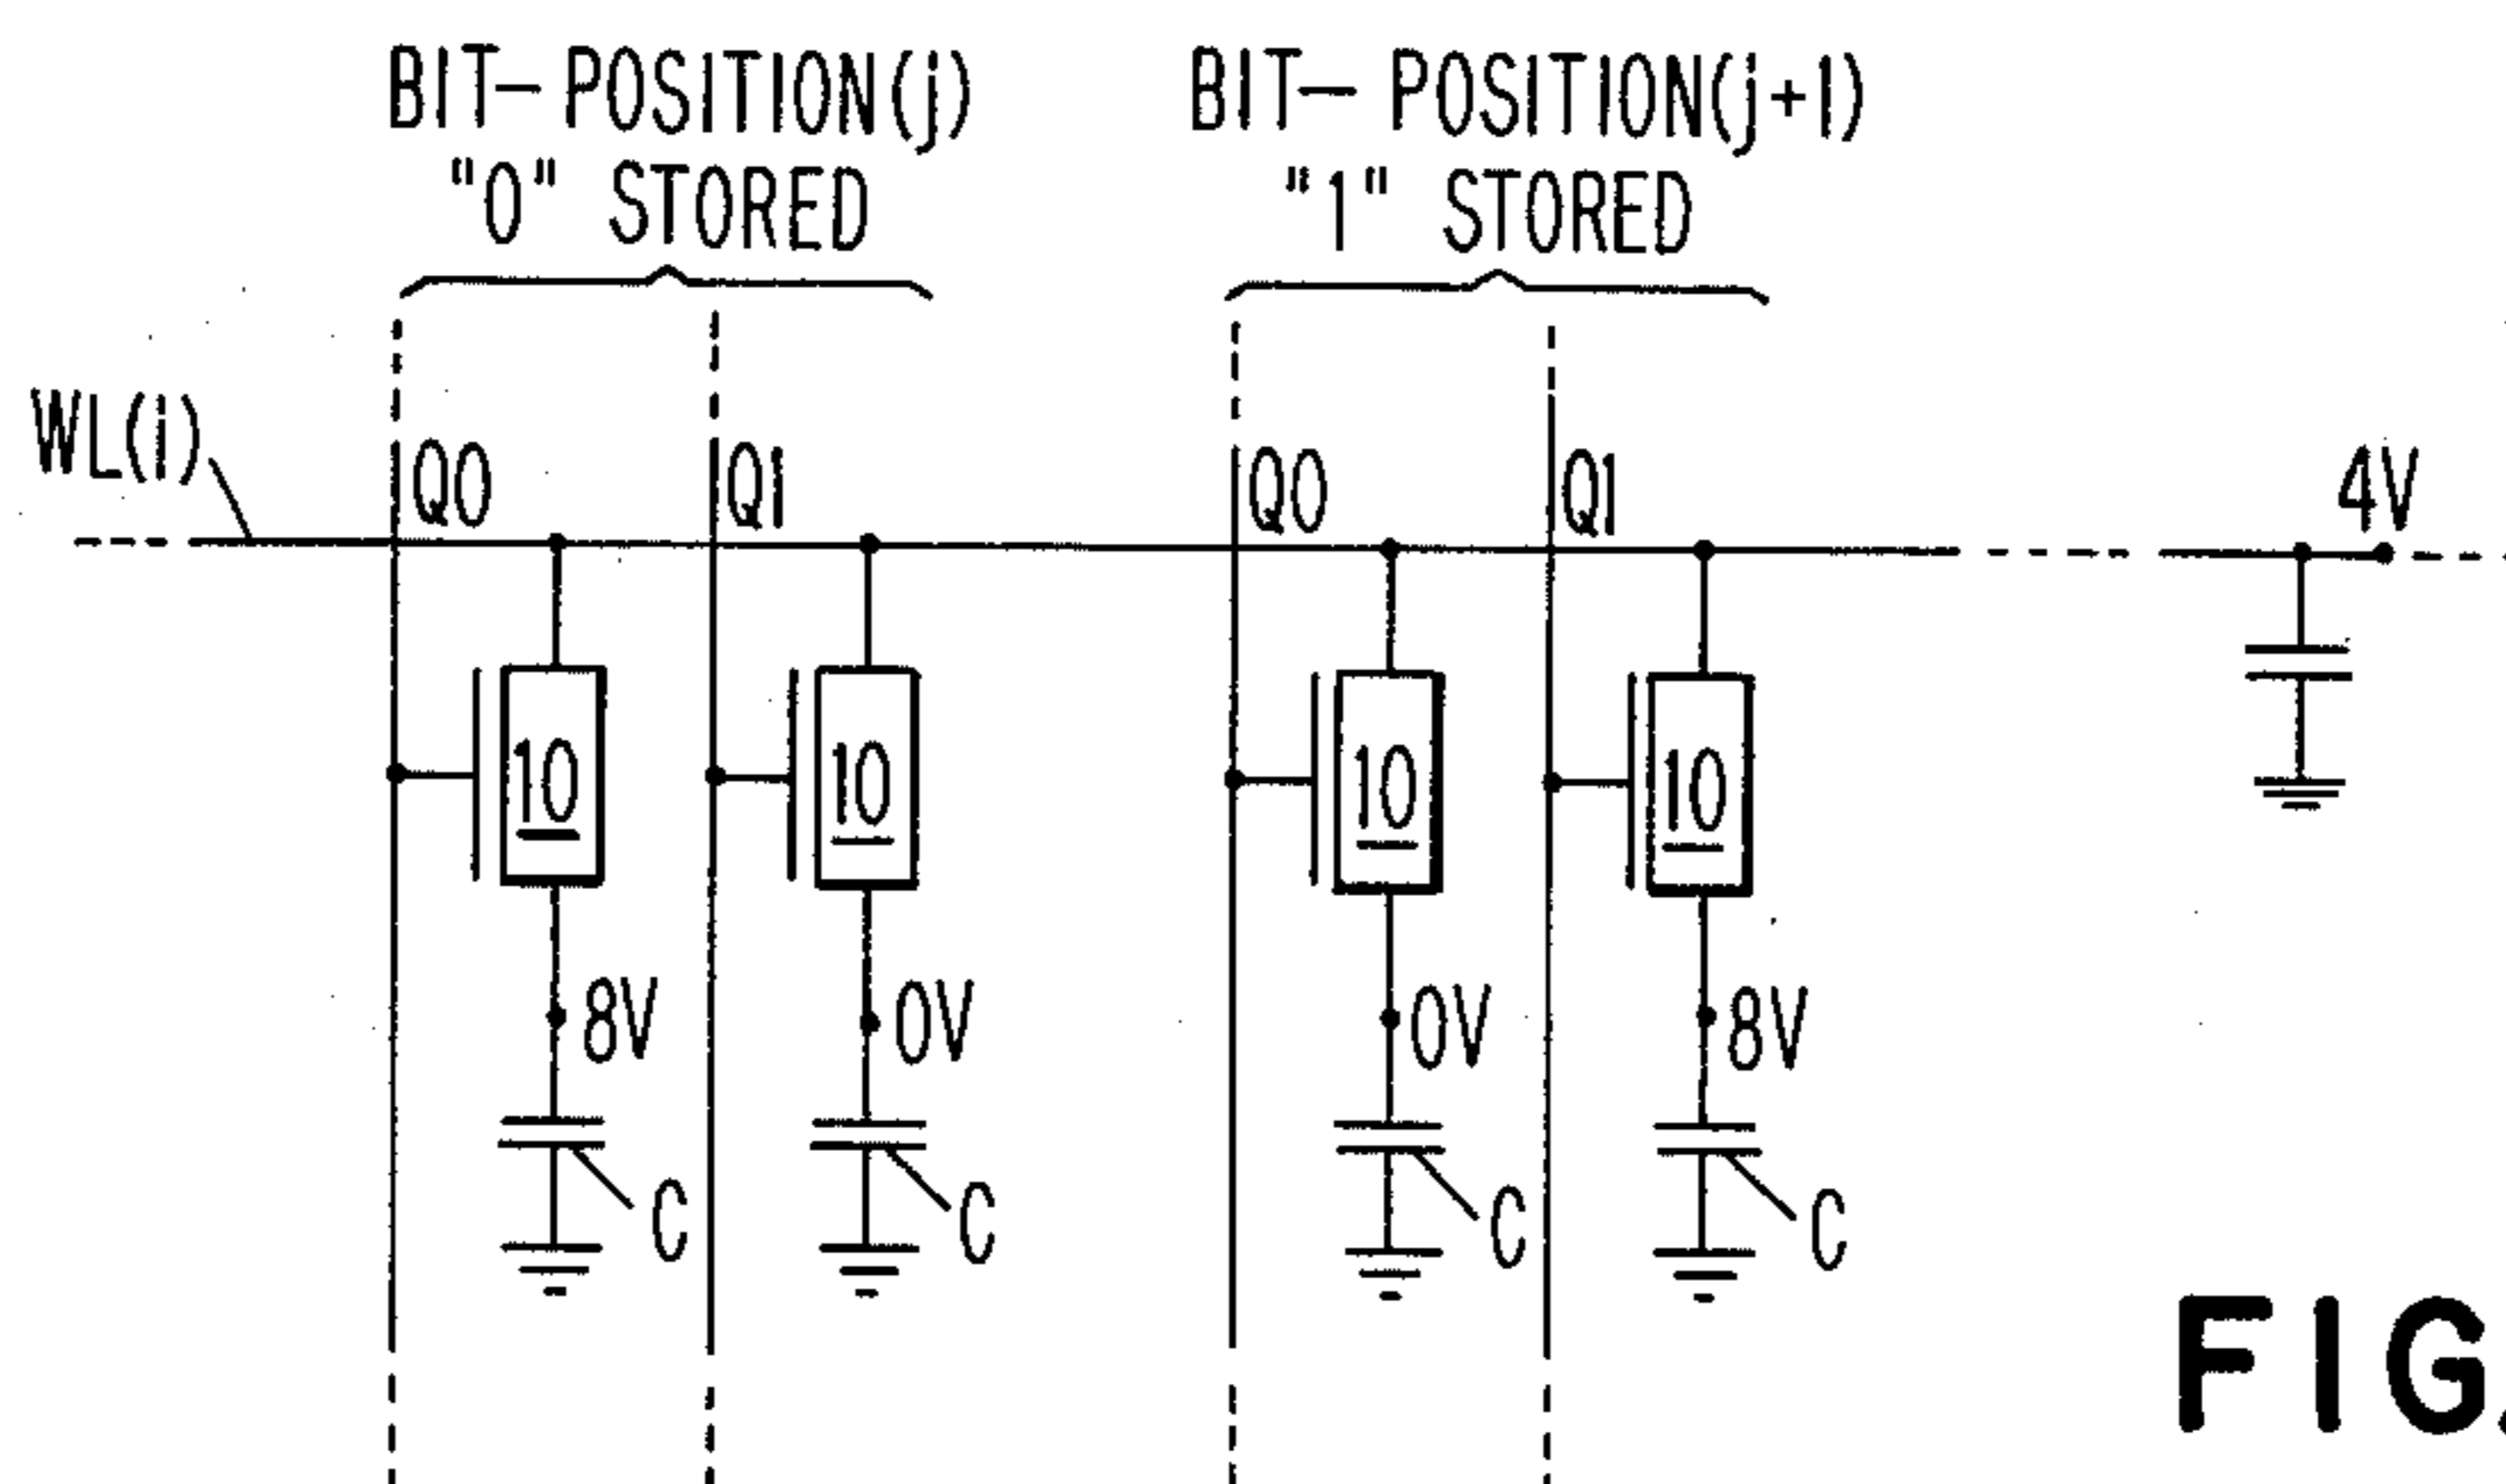 BIT-POSITION(j)
"0" STORED
BIT-POSITION(j+1)
"1" STORED
WL(i)
Q0
Q1
Q0
Q1
4V
10
10
10
10
8V
0V
0V
8V
C
C
C
C
FIG.